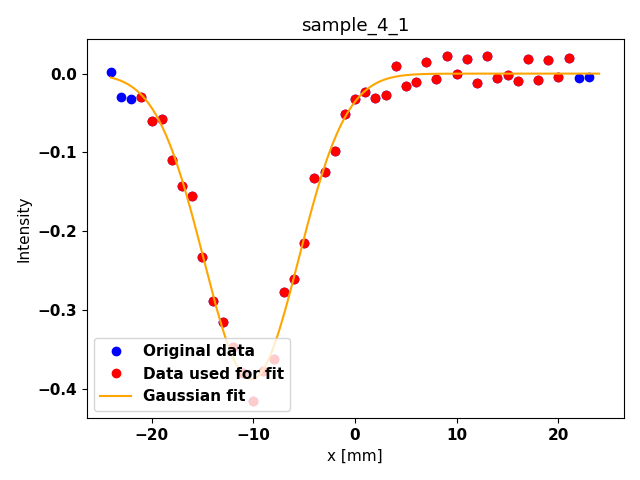 sample_4_1
0.0
−0.1
−0.2
−0.3
−0.4
Intensity
Original data
Data used for fit
Gaussian fit
−20
−10
0
10
20
x [mm]